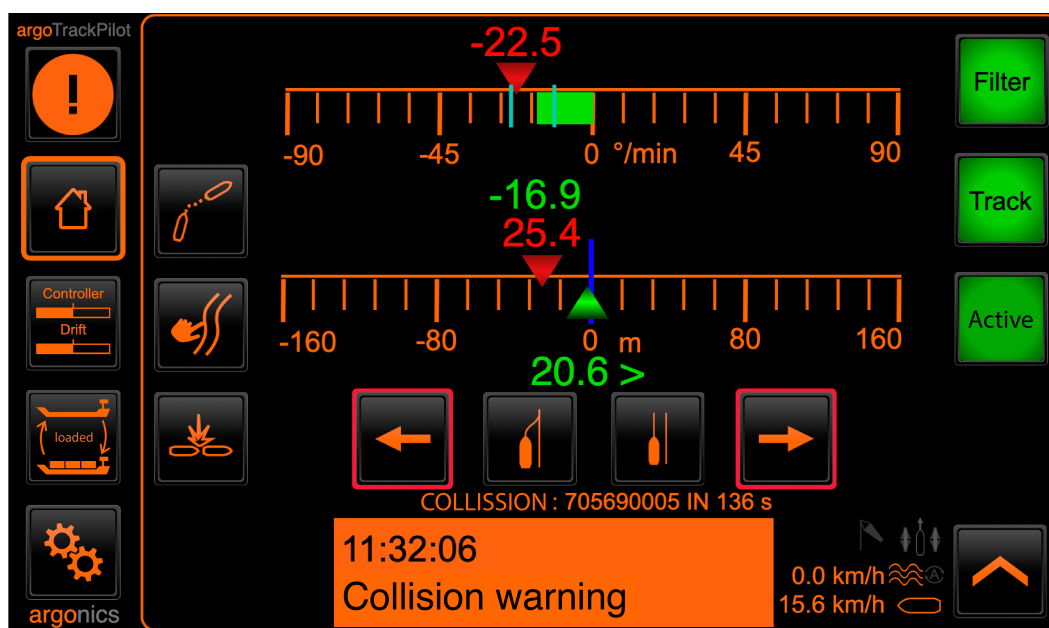 argoTrackPilot
-22.5
Filter
-90 -45 0 °/min 45 90
-16.9
Track
25.4
Controller
Drift
Active
-160 -80 0 m 80 160
20.6 >
loaded
COLLISSION : 705690005 IN 136 s
11:32:06
Collision warning
0.0 km/h A
15.6 km/h
argonics